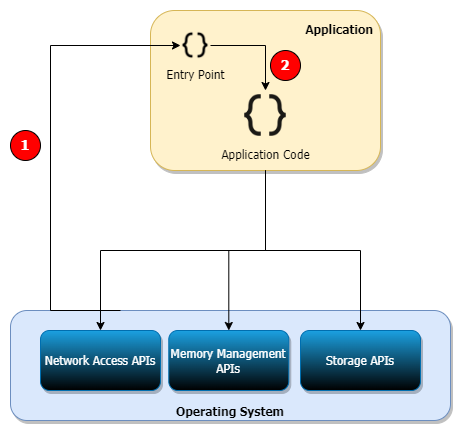 Application
{}
2
Entry Point
{}
1
Application Code
Network Access APIs
Memory Management
APIs
Storage APIs
Operating System